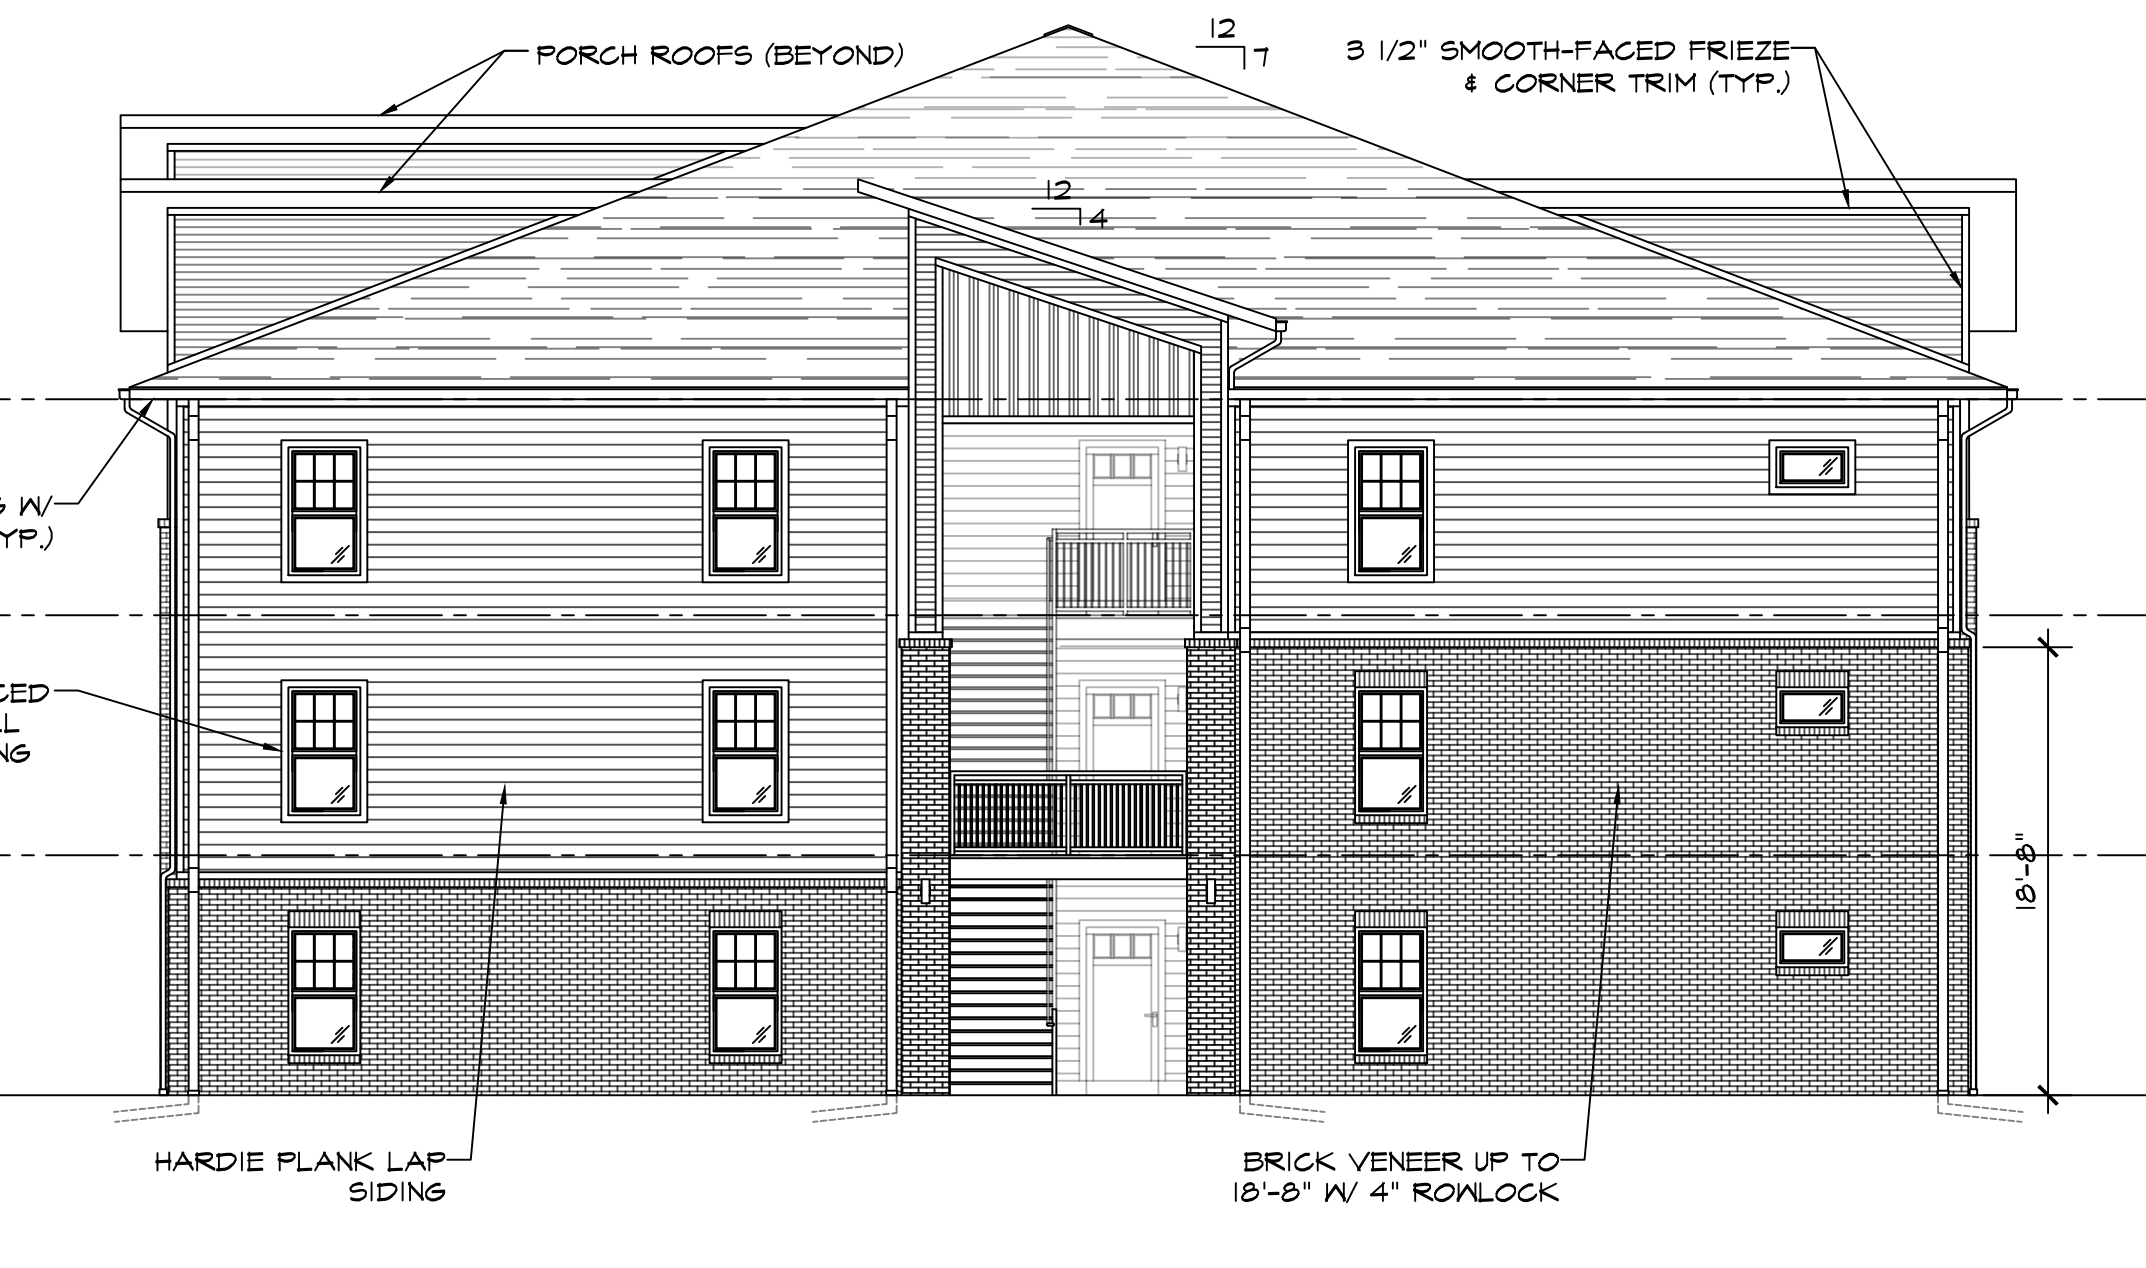 12
7
PORCH ROOFS (BEYOND)
3 1/2" SMOOTH-FACED FRIEZE
& CORNER TRIM (TYP.)
12
4
W/
YP.)
CED
NG
18'-8"
HARDIE PLANK LAP
SIDING
BRICK VENEER UP TO
18'-8" W/ 4" ROWLOCK